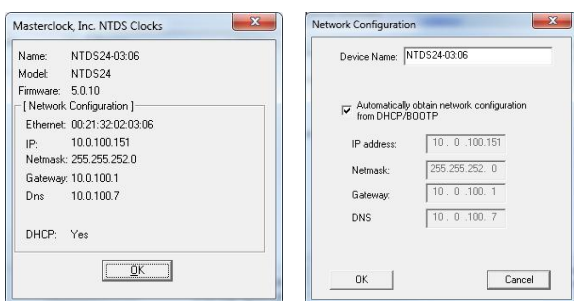 Masterclock, Inc. NTDS Clocks
Name: NTDS24-03:06
Model: NTDS24
Firmware: 5.0.10
[ Network Configuration ]
Ethernet: 00:21:32:02:03:06
IP: 10.0.100.151
Netmask: 255.255.252.0
Gateway: 10.0.100.1
Dns 10.0.100.7
DHCP: Yes
OK
Network Configuration
Device Name: NTDS24-03:06
Automatically obtain network configuration
from DHCP/BOOTP
IP address: 10 . 0 .100.151
Netmask: 255.255.252. 0
Gateway: 10 . 0 .100. 1
DNS 10 . 0 .100. 7
OK Cancel